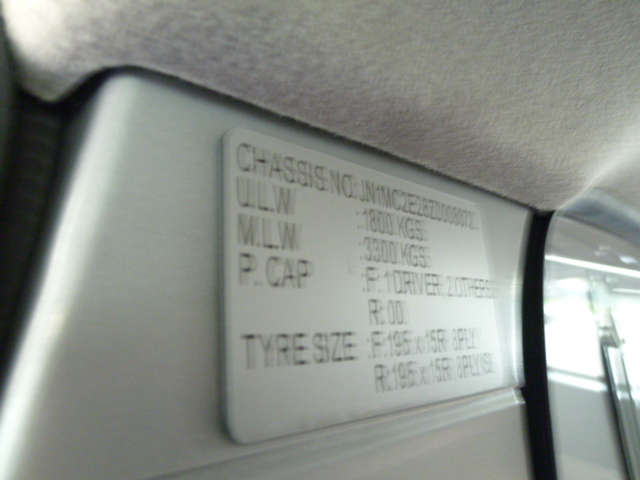 CHASSIS NO:
U.L.W :1800 KGS
M.L.W :3300 KGS
P. CAP :F: 1 DRIVER, 2 OTHERS
R: 00
TYRE SIZE :F:195 x 15R 8PLY
R:195 x 15R 8PLY